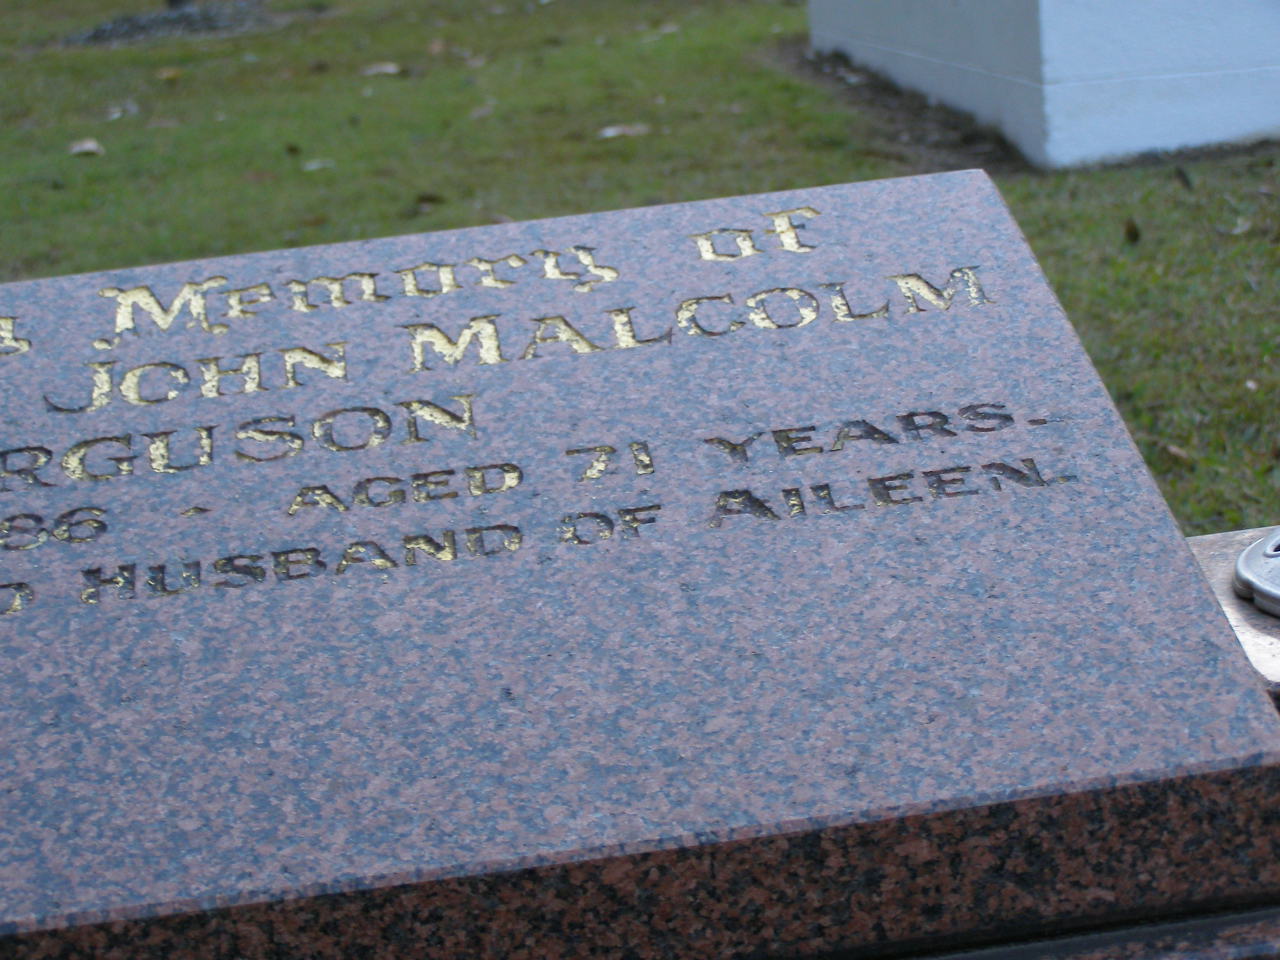 Memory of
JOHN MALCOLM
RGUSON
86 - AGED 71 YEARS.
HUSBAND OF AILEEN.